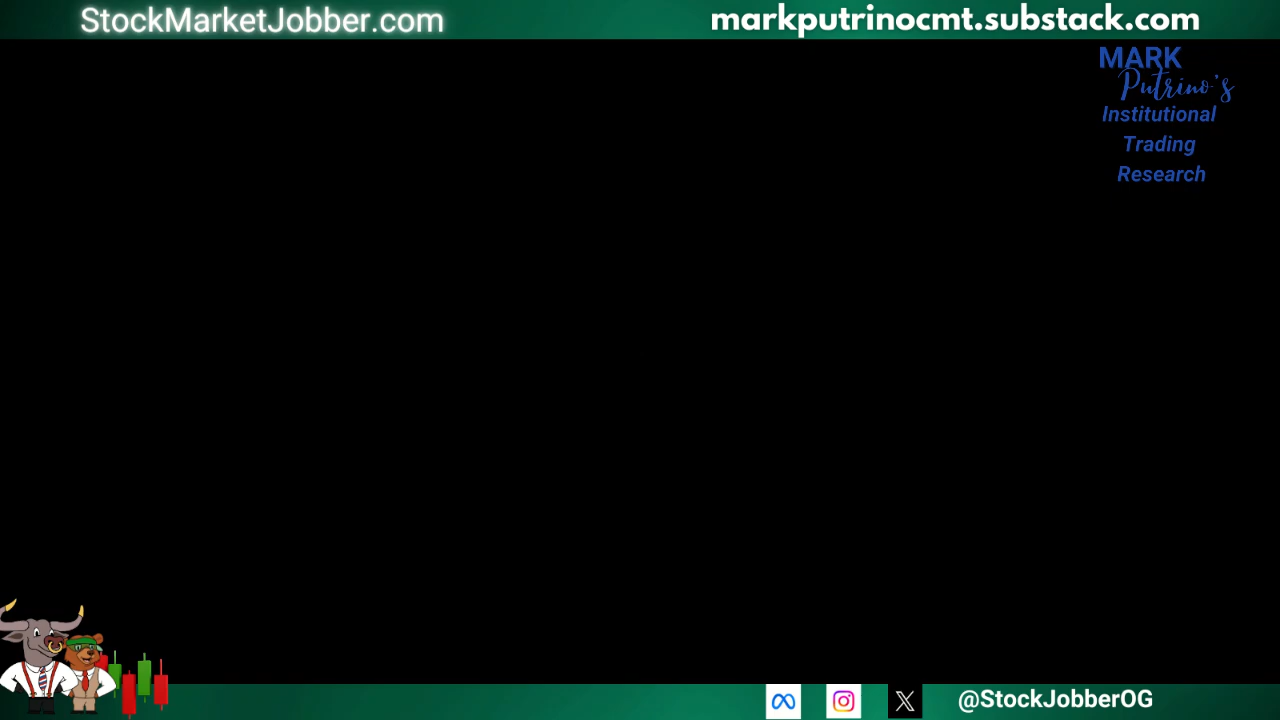 StockMarketJobber.com
markputrinocmt.substack.com
MARK
Putrino's
Institutional
Trading
Research
@StockJobberOG